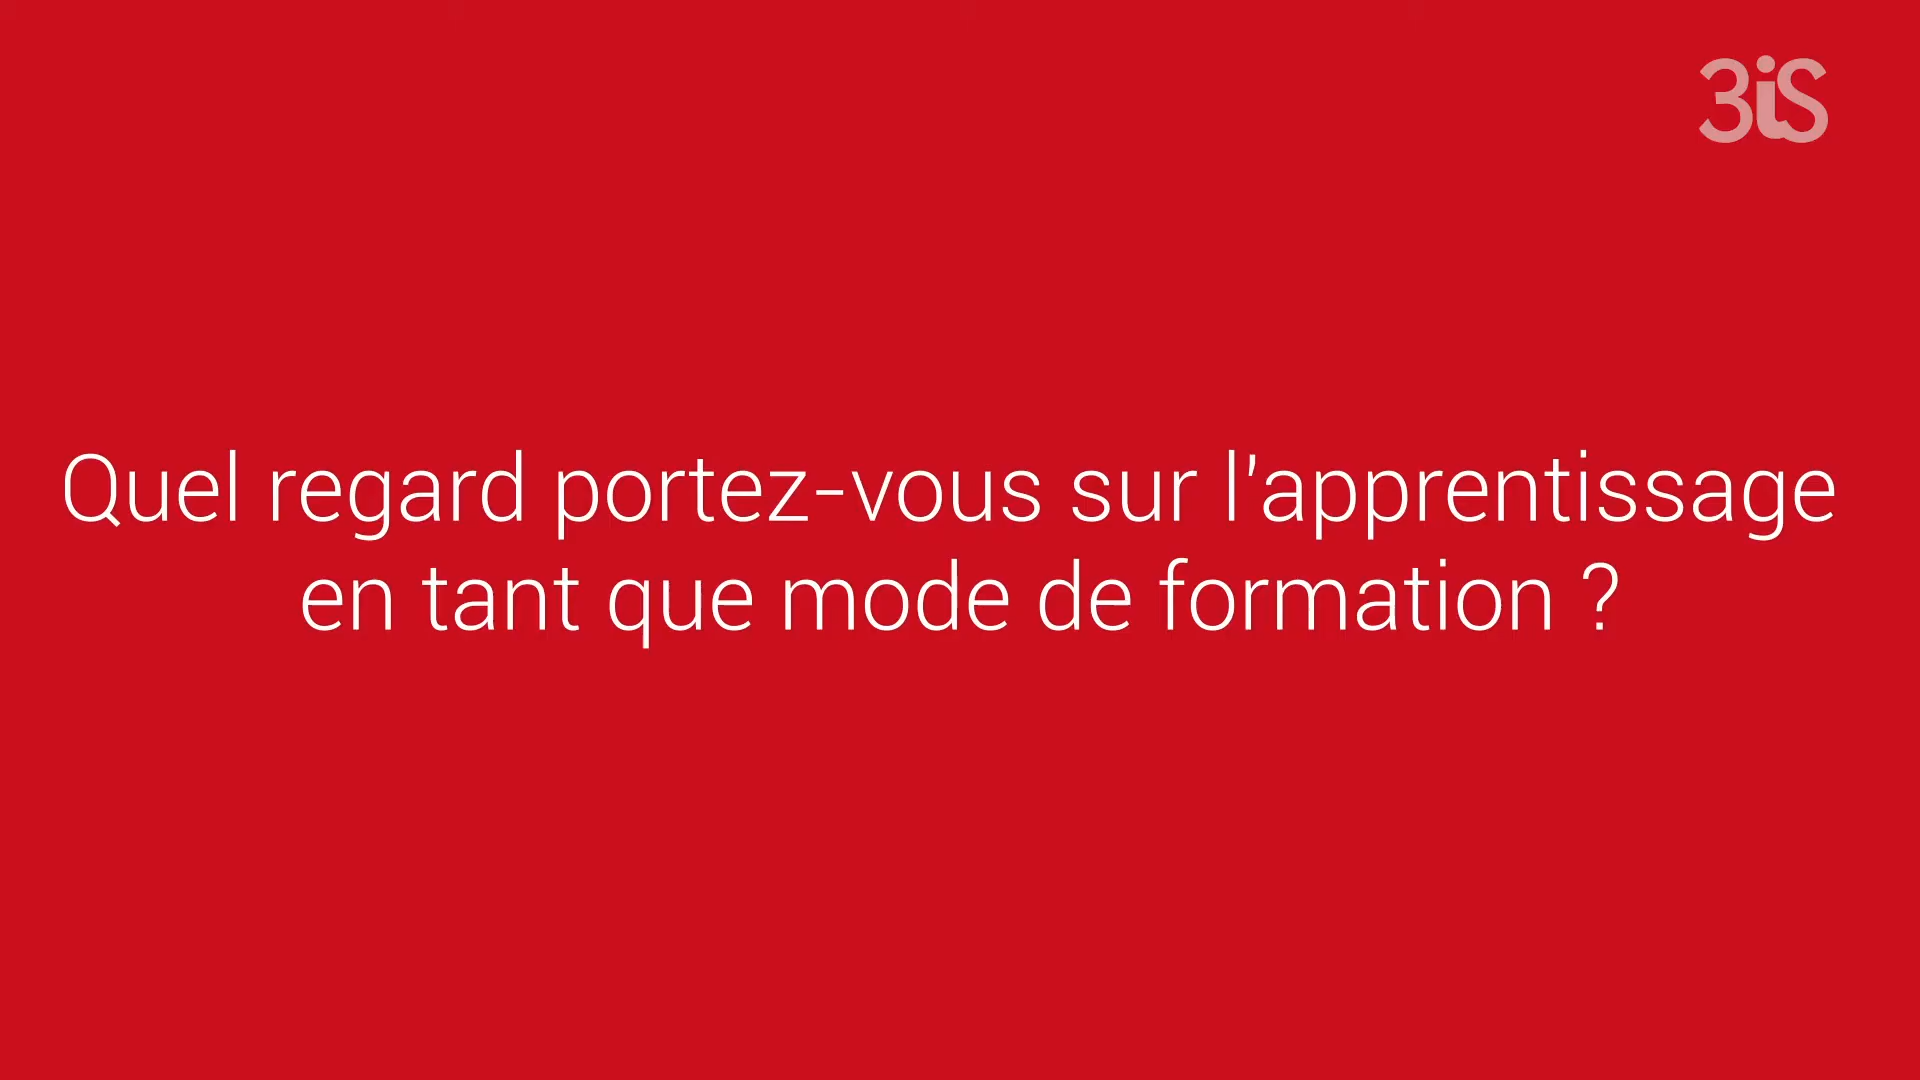 3iS
Quel regard portez-vous sur l'apprentissage
en tant que mode de formation ?